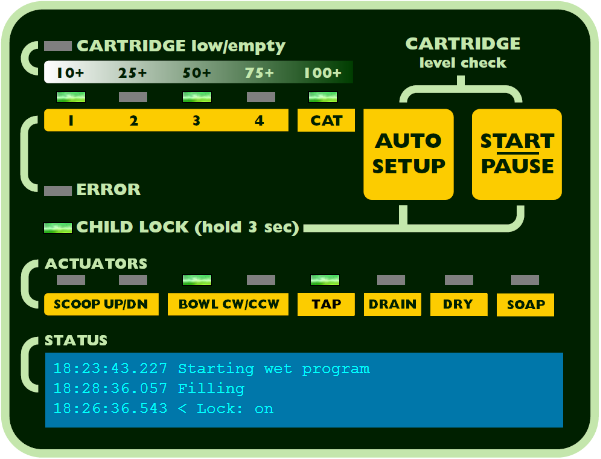 CARTRIDGE low/empty
CARTRIDGE
level check
10+ 25+ 50+ 75+ 100+
1 2 3 4 CAT
AUTO
SETUP
START
PAUSE
ERROR
CHILD LOCK (hold 3 sec)
ACTUATORS
SCOOP UP/DN BOWL CW/CCW TAP DRAIN DRY SOAP
STATUS
18:23:43.227 Starting wet program
18:28:36.057 Filling
18:26:36.543 < Lock: on